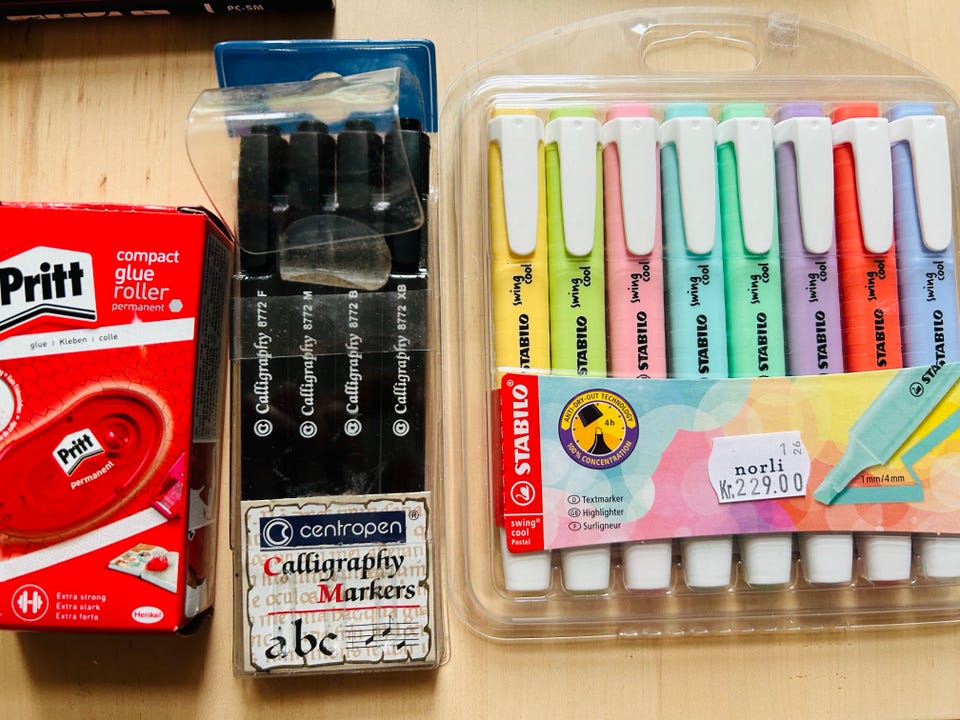 PC-5M
Pritt
compact
glue
roller
permanent
glue | Kleben | colle
Pritt
permanent
Extra strong
Extra stark
Extra forte
Henkel
Calligraphy 8772 F
Calligraphy 8772 M
Calligraphy 8772 B
Calligraphy 8772 XB
centropen®
Calligraphy
Markers
abc
STABILO swing cool
STABILO swing cool
STABILO swing cool
STABILO swing cool
STABILO swing cool
STABILO swing cool
STABILO swing cool
STABILO swing cool
STABILO
swing®
cool
Pastel
ANTI-DRY-OUT TECHNOLOGY
4h
100% CONCENTRATION
D Textmarker
GB Highlighter
F Surligneur
1 26
norli
Kr.229.00
1mm/4mm
STABILO